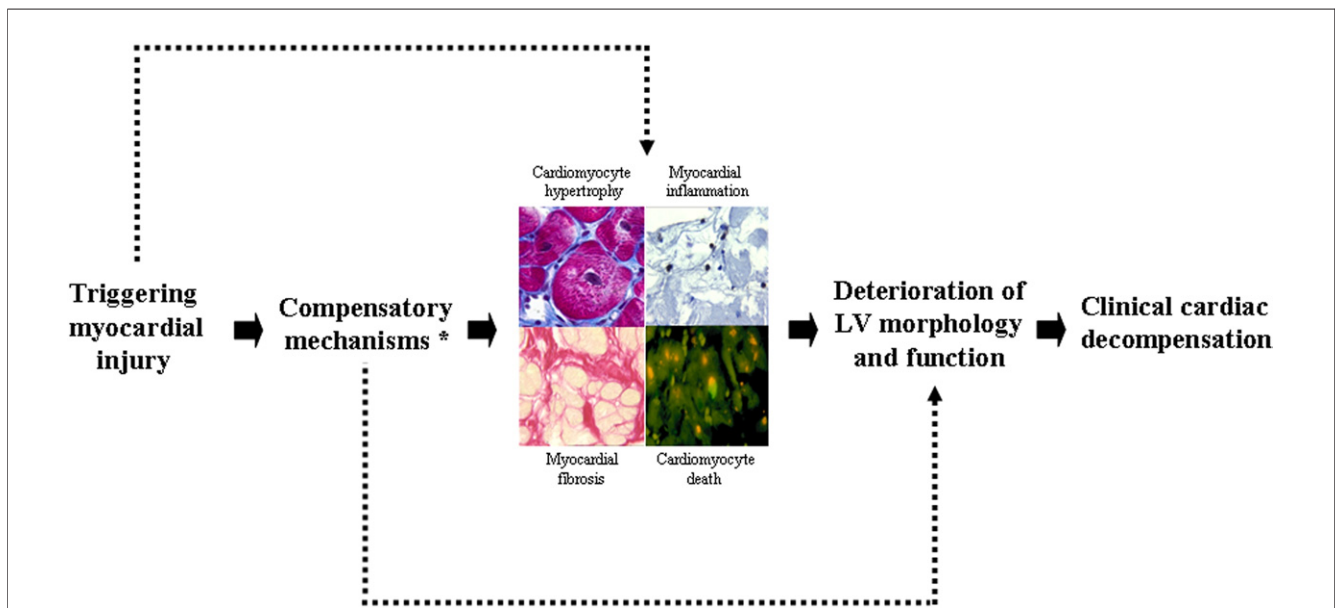 Cardiomyocyte
hypertrophy
Myocardial
inflammation
Triggering
myocardial
injury
Compensatory
mechanisms *
Myocardial
fibrosis
Cardiomyocyte
death
Deterioration of
LV morphology
and function
Clinical cardiac
decompensation